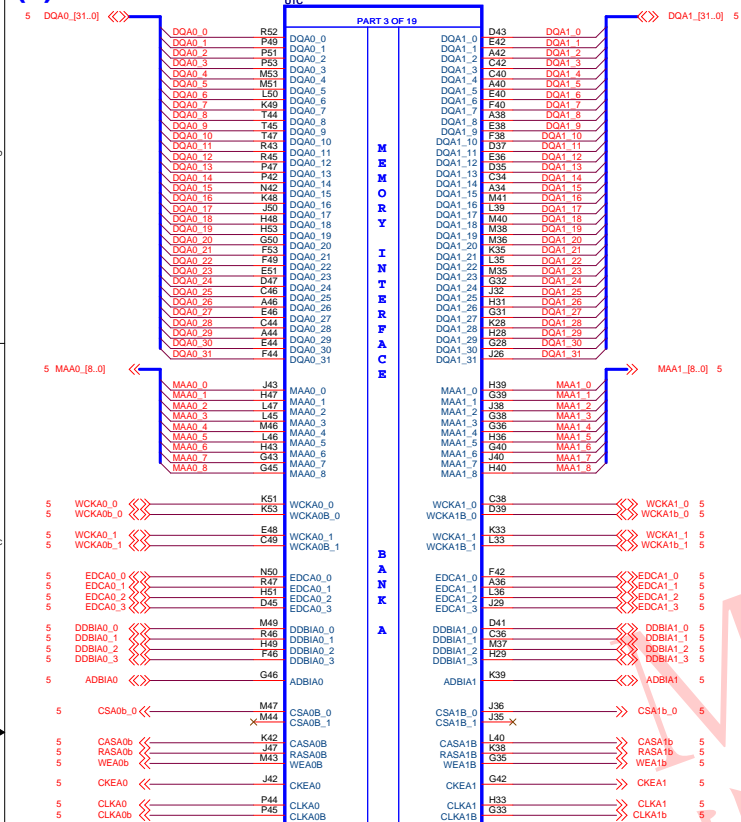 U1C
PART 3 OF 19
5 DQA0_[31..0] DQA1_[31..0] 5
DQA0_0 R52 DQA0_0 DQA1_0 D43 DQA1_0
DQA0_1 P49 DQA0_1 DQA1_1 E42 DQA1_1
DQA0_2 P51 DQA0_2 DQA1_2 A42 DQA1_2
DQA0_3 P53 DQA0_3 DQA1_3 C42 DQA1_3
DQA0_4 M53 DQA0_4 DQA1_4 C40 DQA1_4
DQA0_5 M51 DQA0_5 DQA1_5 A40 DQA1_5
DQA0_6 L50 DQA0_6 DQA1_6 E40 DQA1_6
DQA0_7 K49 DQA0_7 DQA1_7 F40 DQA1_7
DQA0_8 T44 DQA0_8 DQA1_8 A38 DQA1_8
DQA0_9 T45 DQA0_9 DQA1_9 E38 DQA1_9
DQA0_10 T47 DQA0_10 DQA1_10 F38 DQA1_10
DQA0_11 R43 DQA0_11 DQA1_11 D37 DQA1_11
DQA0_12 R45 DQA0_12 DQA1_12 E36 DQA1_12
DQA0_13 P47 DQA0_13 DQA1_13 D35 DQA1_13
DQA0_14 P42 DQA0_14 DQA1_14 C34 DQA1_14
DQA0_15 N42 DQA0_15 DQA1_15 A34 DQA1_15
DQA0_16 K48 DQA0_16 DQA1_16 M41 DQA1_16
DQA0_17 J50 DQA0_17 DQA1_17 L39 DQA1_17
DQA0_18 H48 DQA0_18 DQA1_18 M40 DQA1_18
DQA0_19 H53 DQA0_19 DQA1_19 M38 DQA1_19
DQA0_20 G50 DQA0_20 DQA1_20 M36 DQA1_20
DQA0_21 F53 DQA0_21 DQA1_21 K35 DQA1_21
DQA0_22 F49 DQA0_22 DQA1_22 L35 DQA1_22
DQA0_23 E51 DQA0_23 DQA1_23 M35 DQA1_23
DQA0_24 D47 DQA0_24 DQA1_24 G32 DQA1_24
DQA0_25 C46 DQA0_25 DQA1_25 J32 DQA1_25
DQA0_26 A46 DQA0_26 DQA1_26 H31 DQA1_26
DQA0_27 E46 DQA0_27 DQA1_27 G31 DQA1_27
DQA0_28 C44 DQA0_28 DQA1_28 K28 DQA1_28
DQA0_29 A44 DQA0_29 DQA1_29 H28 DQA1_29
DQA0_30 E44 DQA0_30 DQA1_30 G28 DQA1_30
DQA0_31 F44 DQA0_31 DQA1_31 J26 DQA1_31
MEMORY INTERFACE
5 MAA0_[8..0] MAA1_[8..0] 5
MAA0_0 J43 MAA0_0 MAA1_0 H39 MAA1_0
MAA0_1 H47 MAA0_1 MAA1_1 G39 MAA1_1
MAA0_2 L47 MAA0_2 MAA1_2 J38 MAA1_2
MAA0_3 L45 MAA0_3 MAA1_3 G38 MAA1_3
MAA0_4 M46 MAA0_4 MAA1_4 G36 MAA1_4
MAA0_5 L46 MAA0_5 MAA1_5 H36 MAA1_5
MAA0_6 H43 MAA0_6 MAA1_6 G40 MAA1_6
MAA0_7 G43 MAA0_7 MAA1_7 J40 MAA1_7
MAA0_8 G45 MAA0_8 MAA1_8 H40 MAA1_8
5 WCKA0_0 K51 WCKA0_0 WCKA1_0 C38 WCKA1_0 5
5 WCKA0b_0 K53 WCKA0B_0 WCKA1B_0 D39 WCKA1b_0 5
5 WCKA0_1 E48 WCKA0_1 WCKA1_1 K33 WCKA1_1 5
5 WCKA0b_1 C49 WCKA0B_1 WCKA1B_1 L33 WCKA1b_1 5
BANK A
5 EDCA0_0 N50 EDCA0_0 EDCA1_0 F42 EDCA1_0 5
5 EDCA0_1 R47 EDCA0_1 EDCA1_1 A36 EDCA1_1 5
5 EDCA0_2 H51 EDCA0_2 EDCA1_2 L36 EDCA1_2 5
5 EDCA0_3 D45 EDCA0_3 EDCA1_3 J29 EDCA1_3 5
5 DDBIA0_0 M49 DDBIA0_0 DDBIA1_0 D41 DDBIA1_0 5
5 DDBIA0_1 R46 DDBIA0_1 DDBIA1_1 C36 DDBIA1_1 5
5 DDBIA0_2 H49 DDBIA0_2 DDBIA1_2 M37 DDBIA1_2 5
5 DDBIA0_3 F46 DDBIA0_3 DDBIA1_3 H29 DDBIA1_3 5
5 ADBIA0 G46 ADBIA0 ADBIA1 K39 ADBIA1 5
5 CSA0b_0 M47 CSA0B_0 CSA1B_0 J36 CSA1b_0 5
M44 CSA0B_1 CSA1B_1 J35
5 CASA0b K42 CASA0B CASA1B L40 CASA1b 5
5 RASA0b J47 RASA0B RASA1B K38 RASA1b 5
5 WEA0b M43 WEA0B WEA1B G35 WEA1b 5
5 CKEA0 J42 CKEA0 CKEA1 G42 CKEA1 5
5 CLKA0 P44 CLKA0 CLKA1 H33 CLKA1 5
5 CLKA0b P45 CLKA0B CLKA1B G33 CLKA1b 5